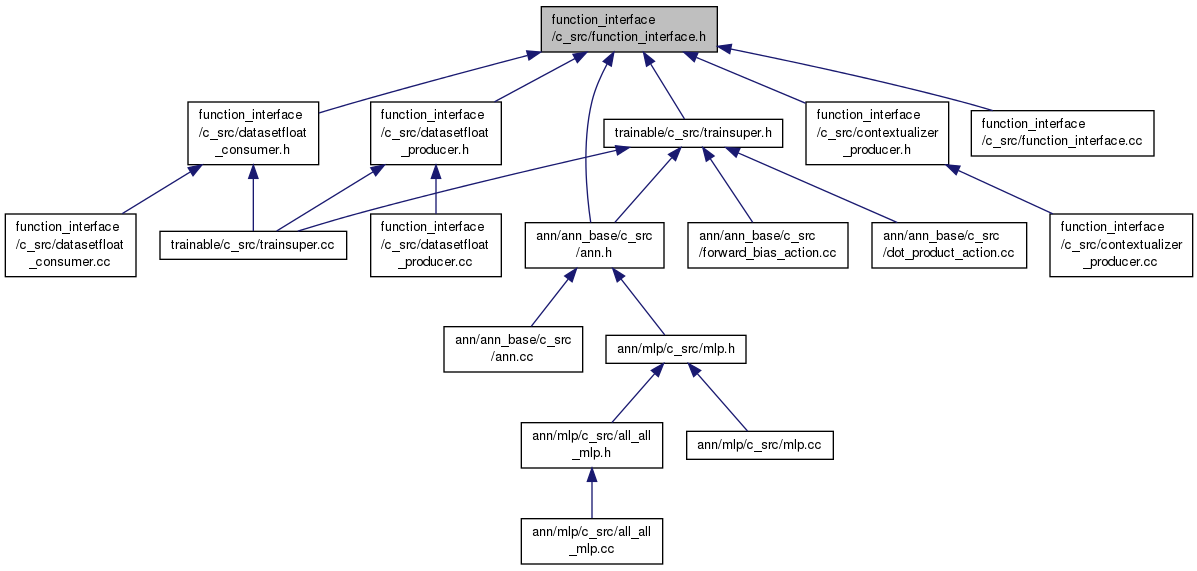 function_interface
/c_src/function_interface.h
function_interface
/c_src/datasetfloat
_consumer.h
function_interface
/c_src/datasetfloat
_producer.h
trainable/c_src/trainsuper.h
function_interface
/c_src/contextualizer
_producer.h
function_interface
/c_src/function_interface.cc
function_interface
/c_src/datasetfloat
_consumer.cc
trainable/c_src/trainsuper.cc
function_interface
/c_src/datasetfloat
_producer.cc
ann/ann_base/c_src
/ann.h
ann/ann_base/c_src
/forward_bias_action.cc
ann/ann_base/c_src
/dot_product_action.cc
function_interface
/c_src/contextualizer
_producer.cc
ann/ann_base/c_src
/ann.cc
ann/mlp/c_src/mlp.h
ann/mlp/c_src/all_all
_mlp.h
ann/mlp/c_src/mlp.cc
ann/mlp/c_src/all_all
_mlp.cc